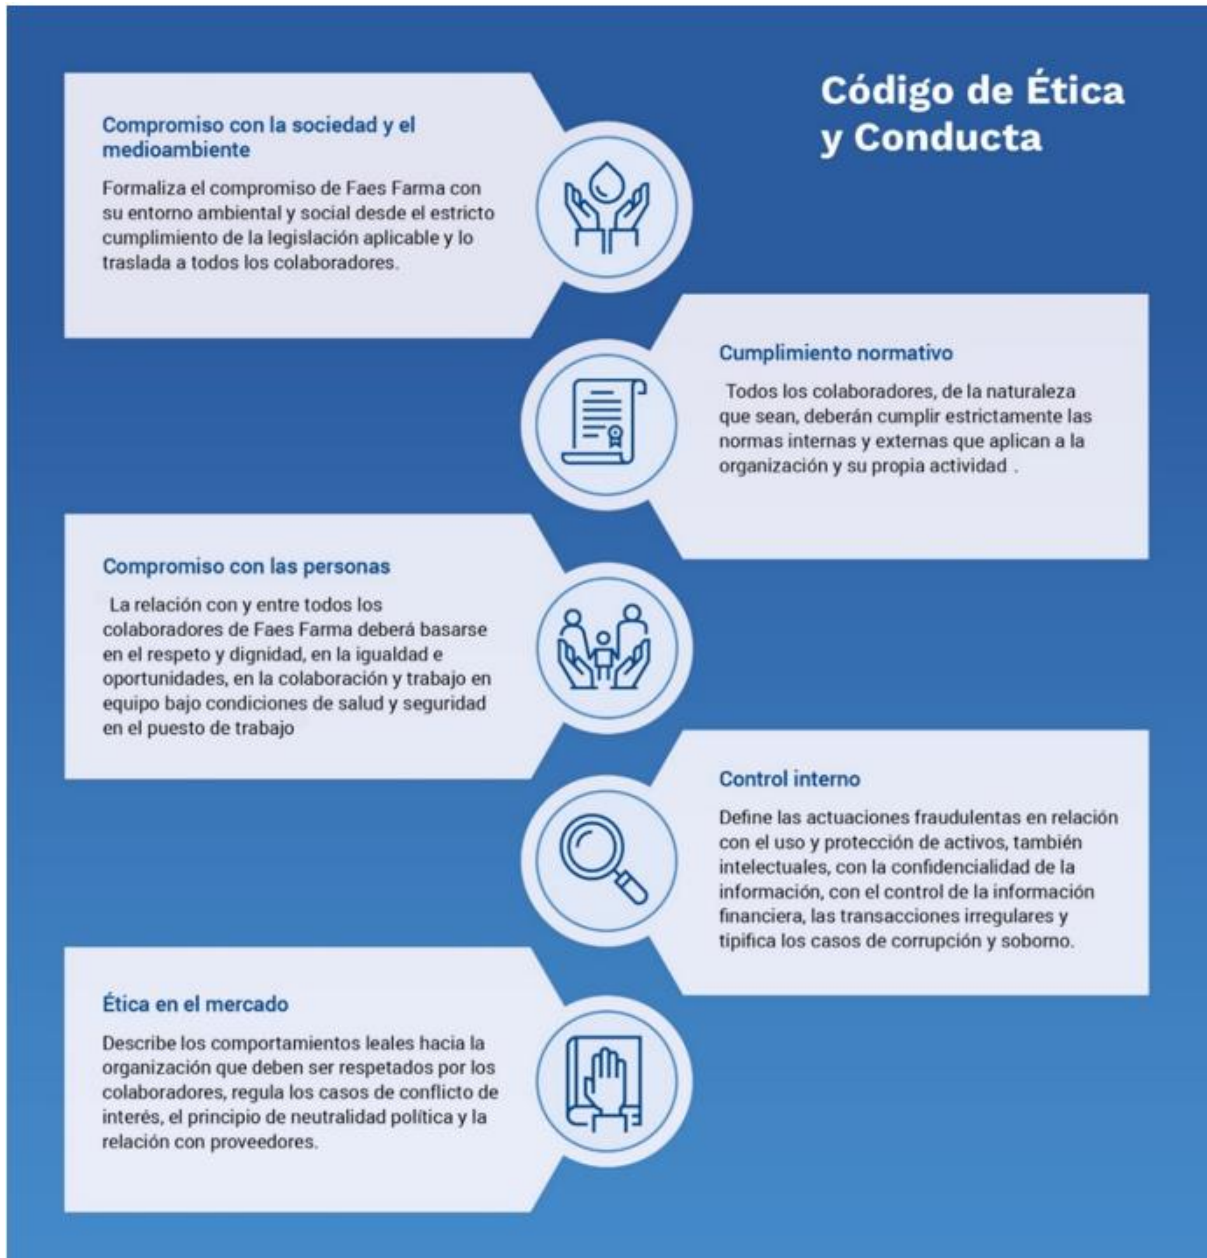 Código de Ética
y Conducta
Compromiso con la sociedad y el
medioambiente
Formaliza el compromiso de Faes Farma con
su entorno ambiental y social desde el estricto
cumplimiento de la legislación aplicable y lo
traslada a todos los colaboradores.
Cumplimiento normativo
Todos los colaboradores, de la naturaleza
que sean, deberán cumplir estrictamente las
normas internas y externas que aplican a la
organización y su propia actividad .
Compromiso con las personas
La relación con y entre todos los
colaboradores de Faes Farma deberá basarse
en el respeto y dignidad, en la igualdad e
oportunidades, en la colaboración y trabajo en
equipo bajo condiciones de salud y seguridad
en el puesto de trabajo
Control interno
Define las actuaciones fraudulentas en relación
con el uso y protección de activos, también
intelectuales, con la confidencialidad de la
información, con el control de la información
financiera, las transacciones irregulares y
tipifica los casos de corrupción y soborno.
Ética en el mercado
Describe los comportamientos leales hacia la
organización que deben ser respetados por los
colaboradores, regula los casos de conflicto de
interés, el principio de neutralidad política y la
relación con proveedores.